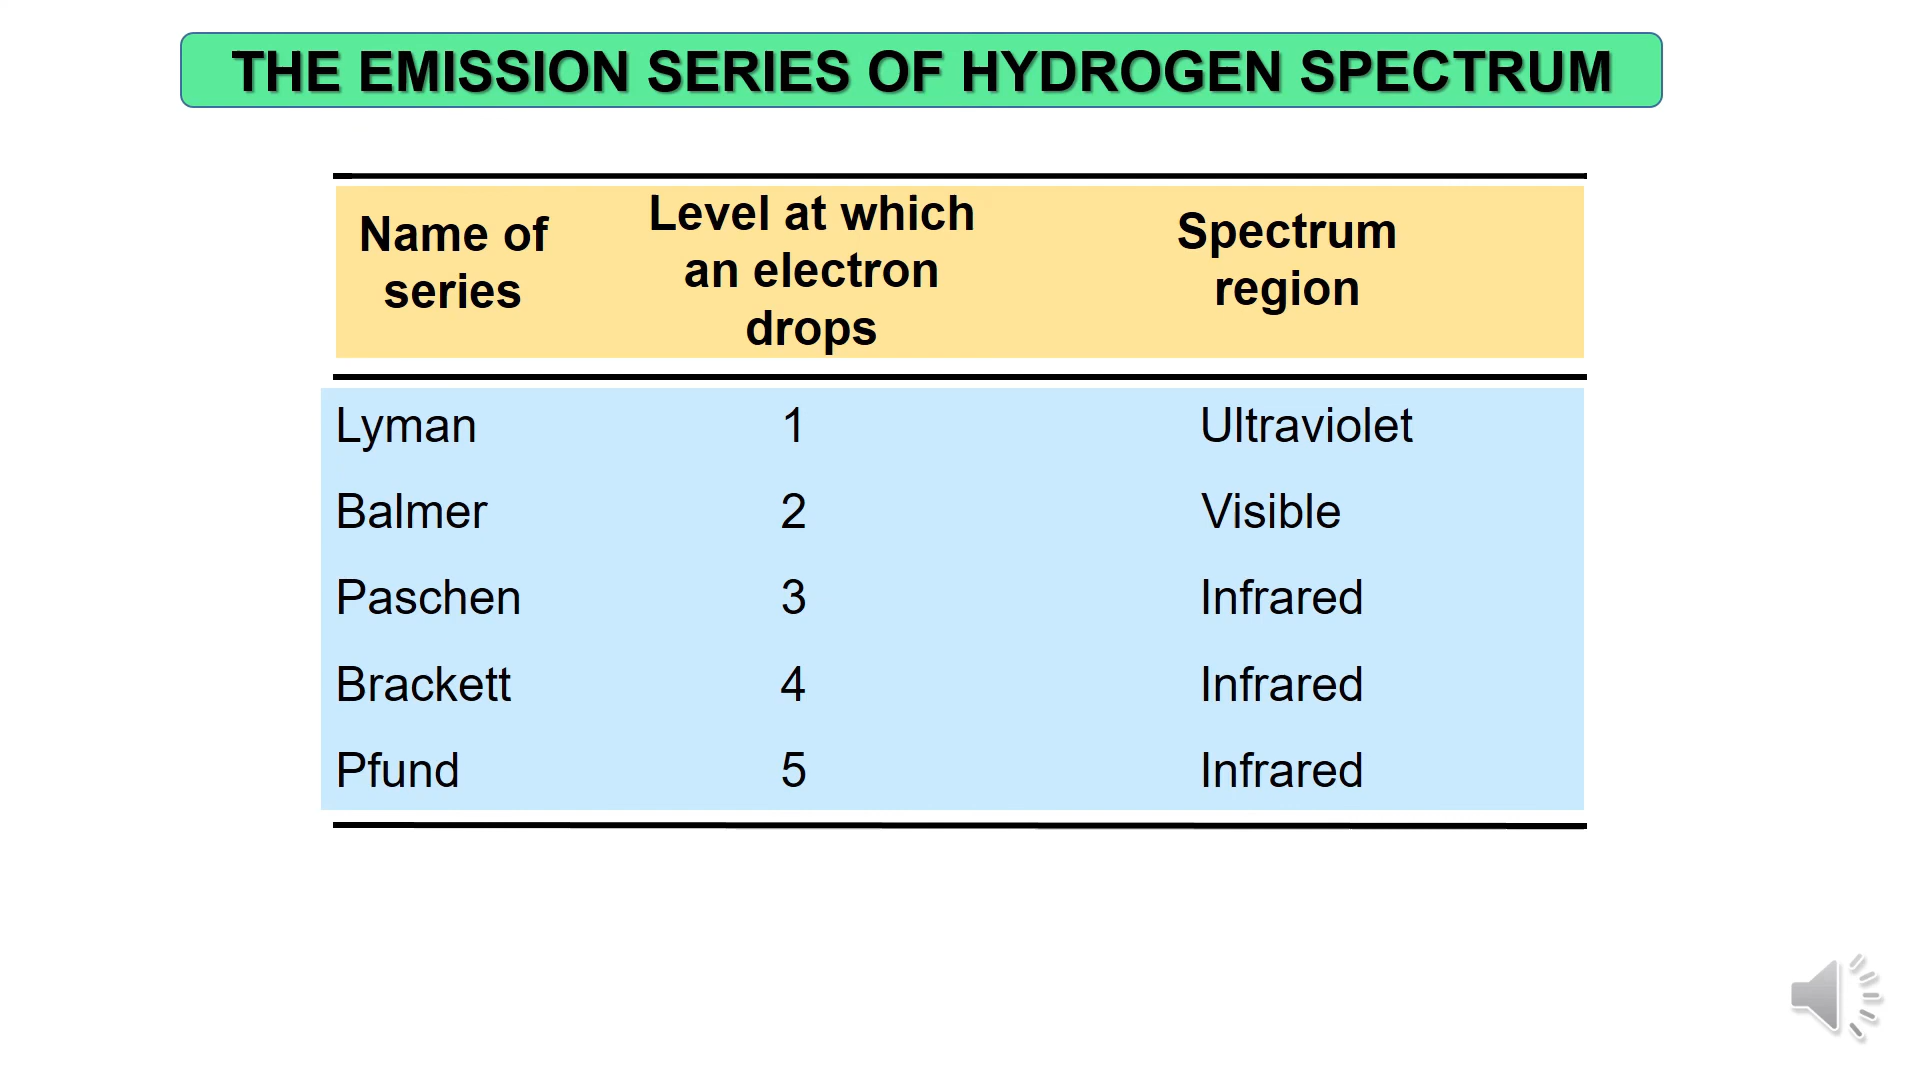 THE EMISSION SERIES OF HYDROGEN SPECTRUM
Name of series
Level at which an electron drops
Spectrum region
Lyman 1 Ultraviolet
Balmer 2 Visible
Paschen 3 Infrared
Brackett 4 Infrared
Pfund 5 Infrared